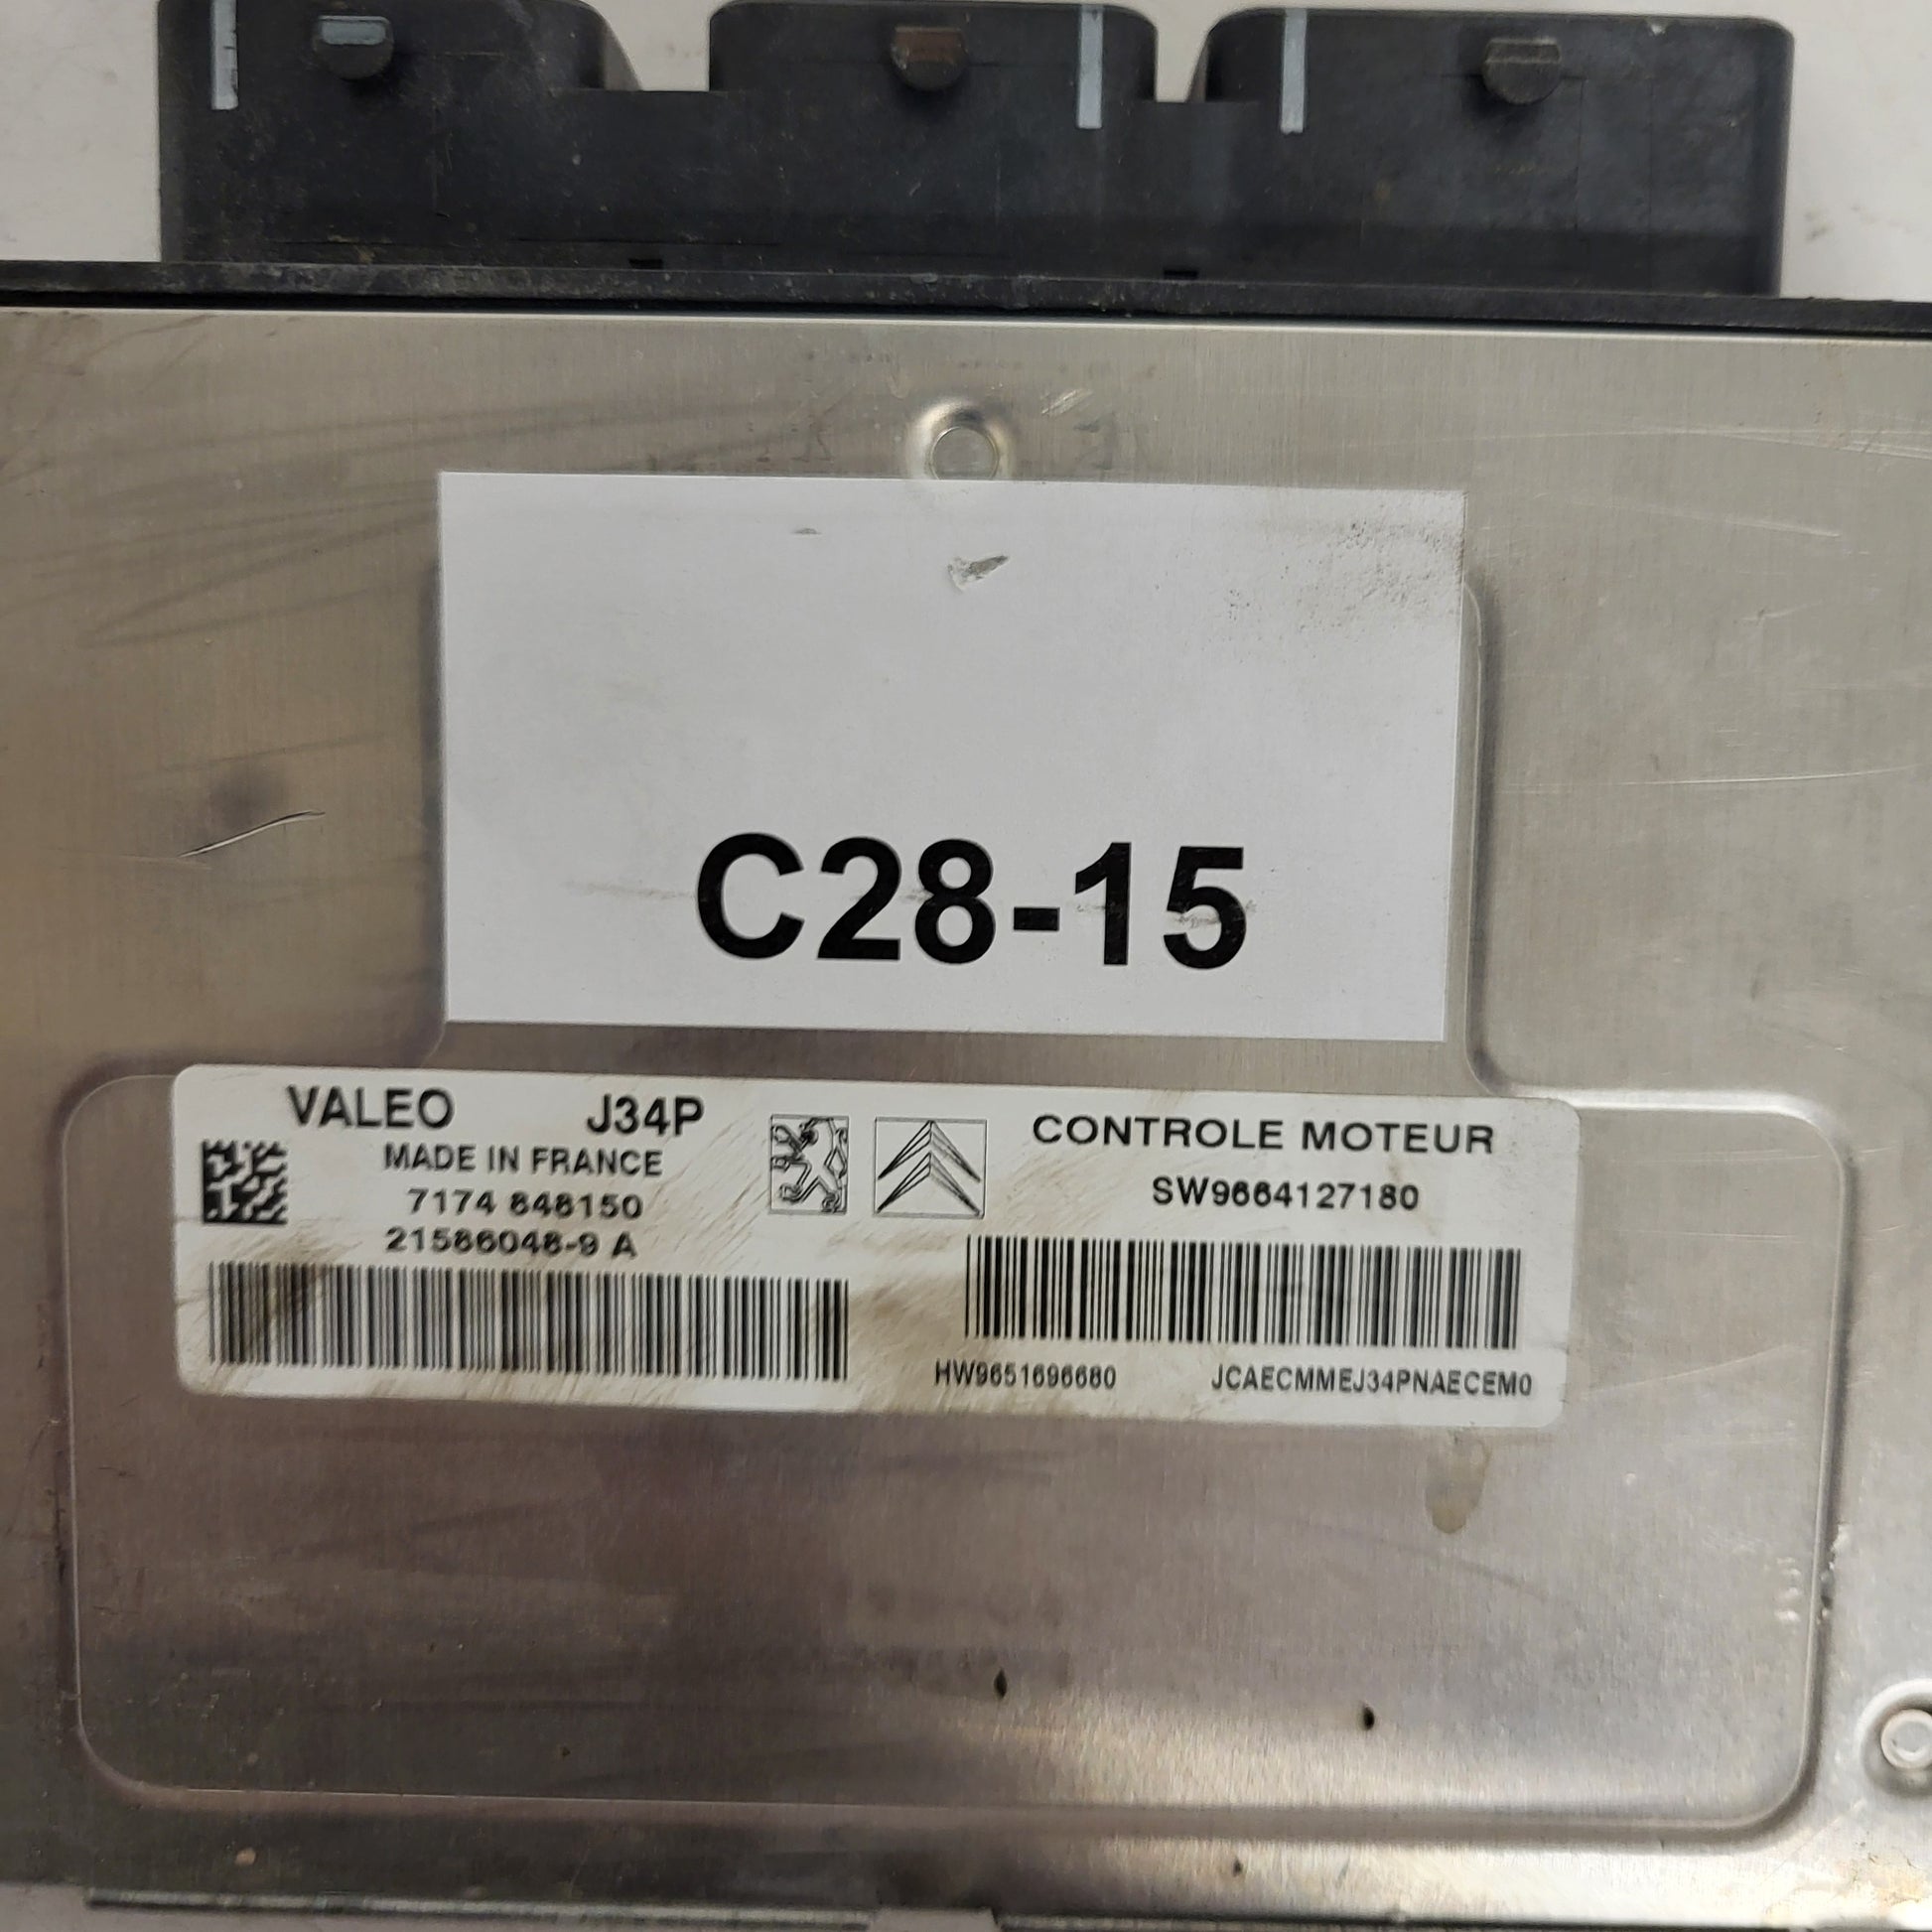 C28-15
VALEO J34P
MADE IN FRANCE
7174 848150
21586048-9 A
CONTROLE MOTEUR
SW9664127180
HW9651696680 JCAECMMEJ34PNAECEM0